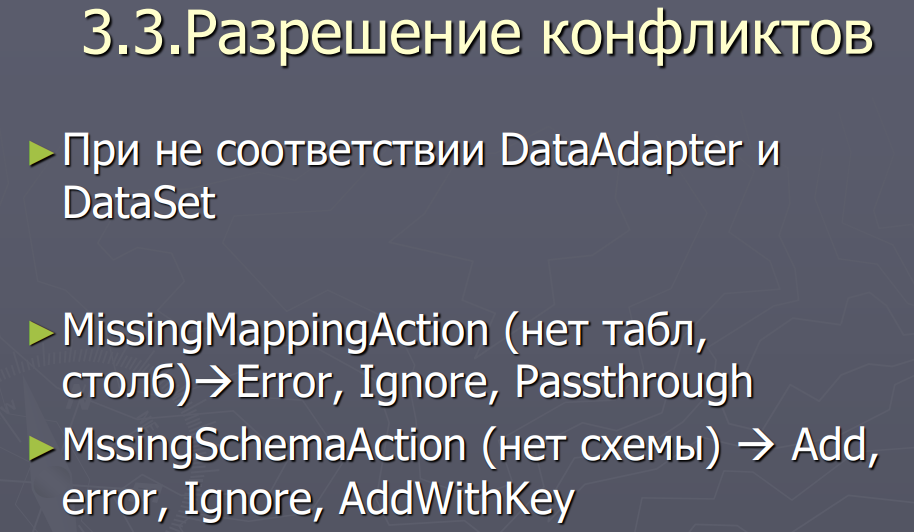 3.3.Разрешение конфликтов
►При не соответствии DataAdapter и
DataSet
►MissingMappingAction (нет табл,
столб)→Error, Ignore, Passthrough
►MssingSchemaAction (нет схемы) → Add,
error, Ignore, AddWithKey